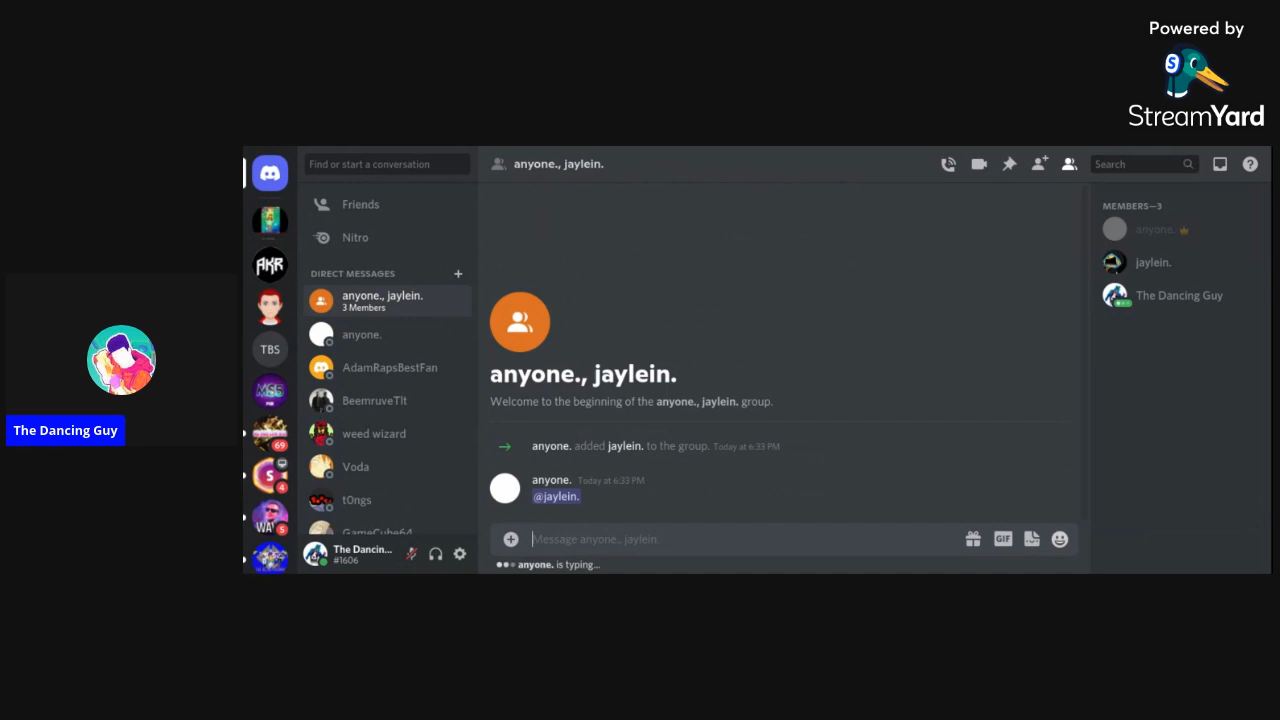 Powered by
StreamYard
The Dancing Guy
Find or start a conversation
Friends
Nitro
DIRECT MESSAGES
anyone., jaylein.
3 Members
anyone.
AdamRapsBestFan
BeemruveTlt
weed wizard
Voda
t0ngs
GameCube64
The Dancin...
#1606
AKR
TBS
MS5
69
S
4
5
anyone., jaylein.
Search
anyone., jaylein.
Welcome to the beginning of the anyone., jaylein. group.
anyone. added jaylein. to the group. Today at 6:33 PM
anyone. Today at 6:33 PM
@jaylein.
Message anyone., jaylein.
GIF
anyone. is typing...
MEMBERS—3
anyone.
jaylein.
The Dancing Guy